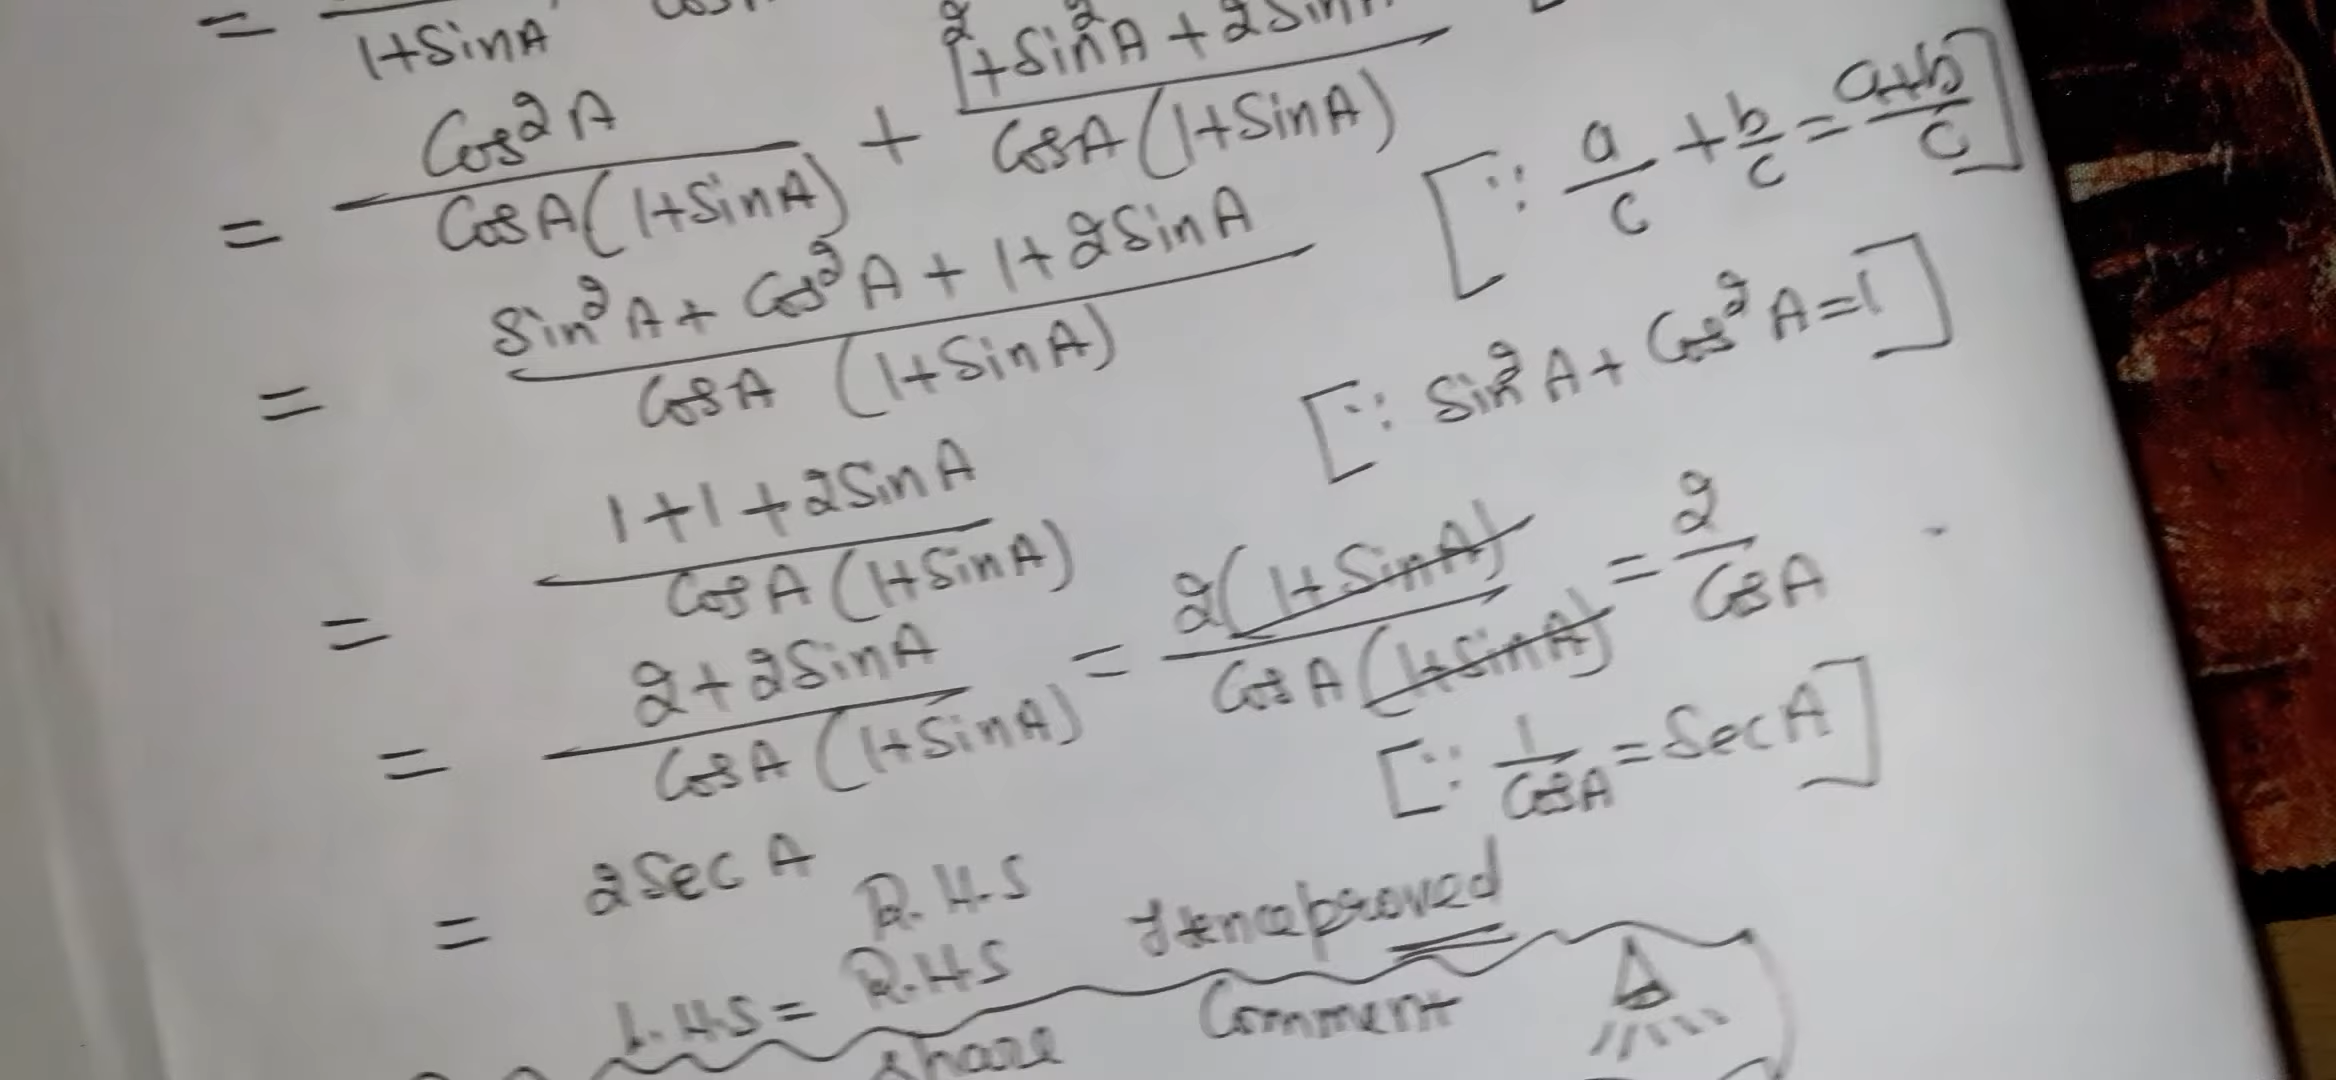 = 1+SinA
1²+Sin²A+2Sin
= Cos²A / CosA(1+SinA) + CosA(1+SinA)
[∵ a/c + b/c = a+b/c]
= Sin²A + Cos²A + 1 + 2SinA / CosA (1+SinA)
[∵ Sin²A + Cos²A = 1]
= 1+1+2SinA / CosA (1+SinA)
= 2+2SinA / CosA (1+SinA) = 2(1+SinA) / CosA (1+SinA) = 2 / CosA
[∵ 1/CosA = SecA]
= 2SecA R.H.S
L.H.S = R.H.S Henceproved
Share Comment